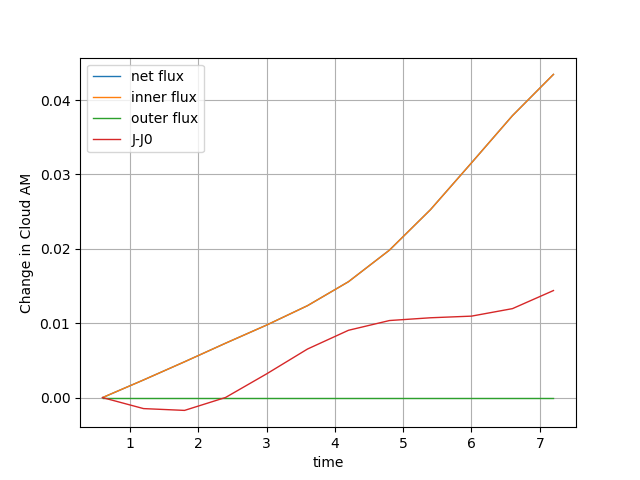 net flux
inner flux
outer flux
J-J0
0.04
0.03
0.02
0.01
0.00
Change in Cloud AM
1 2 3 4 5 6 7
time